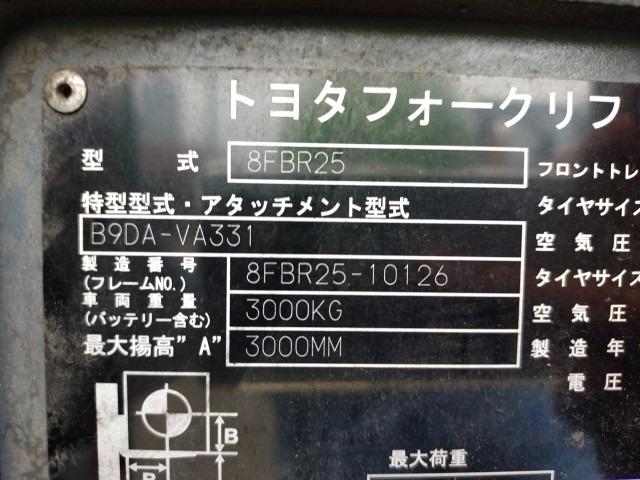 トヨタフォークリフ
型 式 8FBR25 フロントトレ
特型型式・アタッチメント型式 タイヤサイズ
B9DA-VA331 空気圧
製造番号
(フレームNO.) 8FBR25-10126 タイヤサイズ
車両重量
(バッテリー含む) 3000KG 空気圧
最大揚高"A" 3000MM 製造年
電圧
B
B
最大荷重